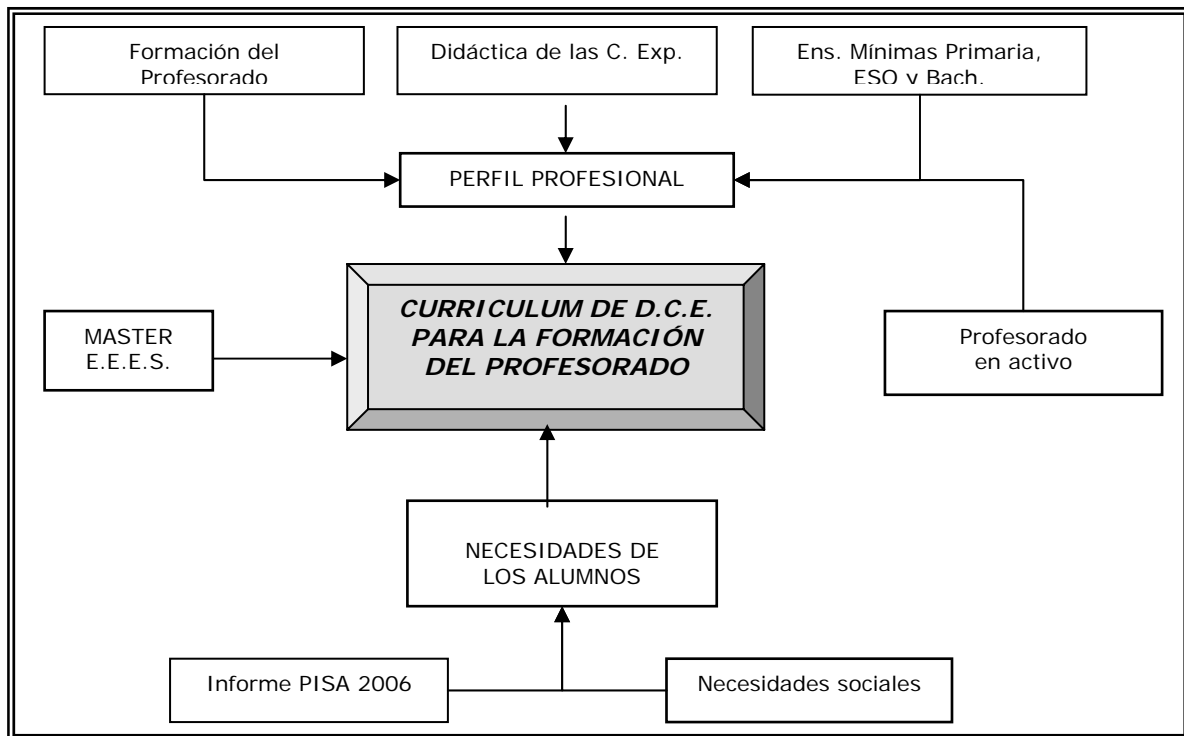 Formación del
Profesorado
Didáctica de las C. Exp.
Ens. Mínimas Primaria,
ESO y Bach.
PERFIL PROFESIONAL
CURRICULUM DE D.C.E.
PARA LA FORMACIÓN
DEL PROFESORADO
MASTER
E.E.E.S.
Profesorado
en activo
NECESIDADES DE
LOS ALUMNOS
Informe PISA 2006
Necesidades sociales